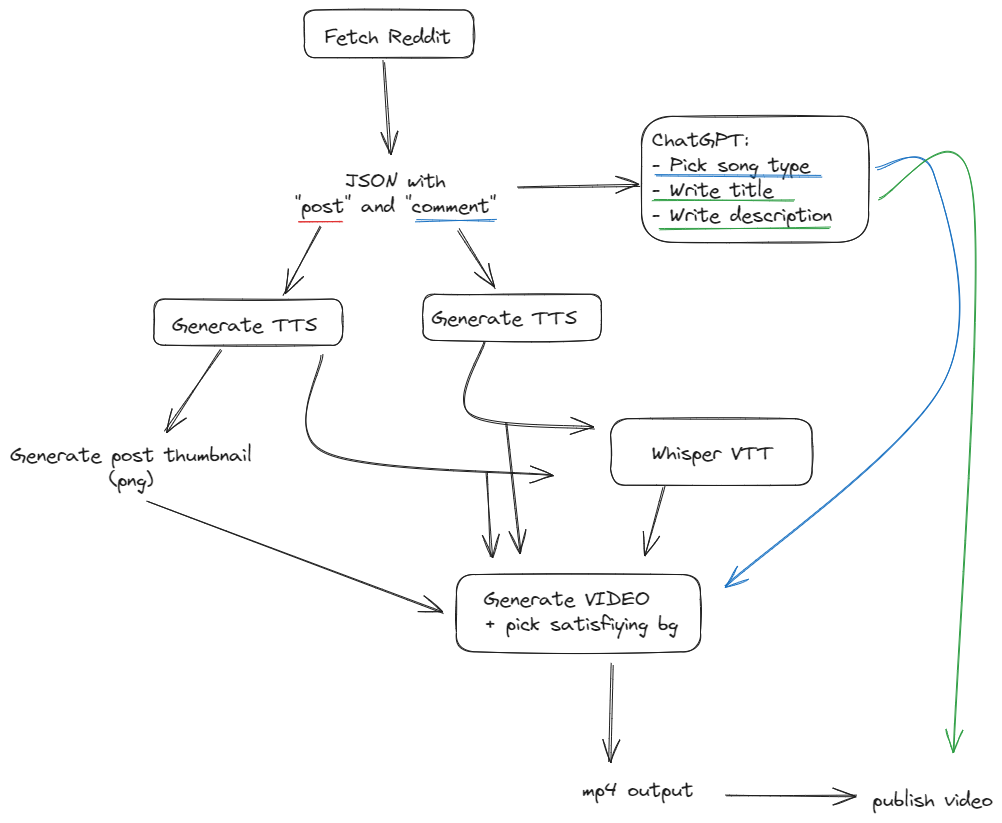 Fetch Reddit
JSON with
"post" and "comment"
ChatGPT:
- Pick song type
- Write title
- Write description
Generate TTS
Generate TTS
Generate post thumbnail
(png)
Whisper VTT
Generate VIDEO
+ pick satisfiying bg
mp4 output
publish video